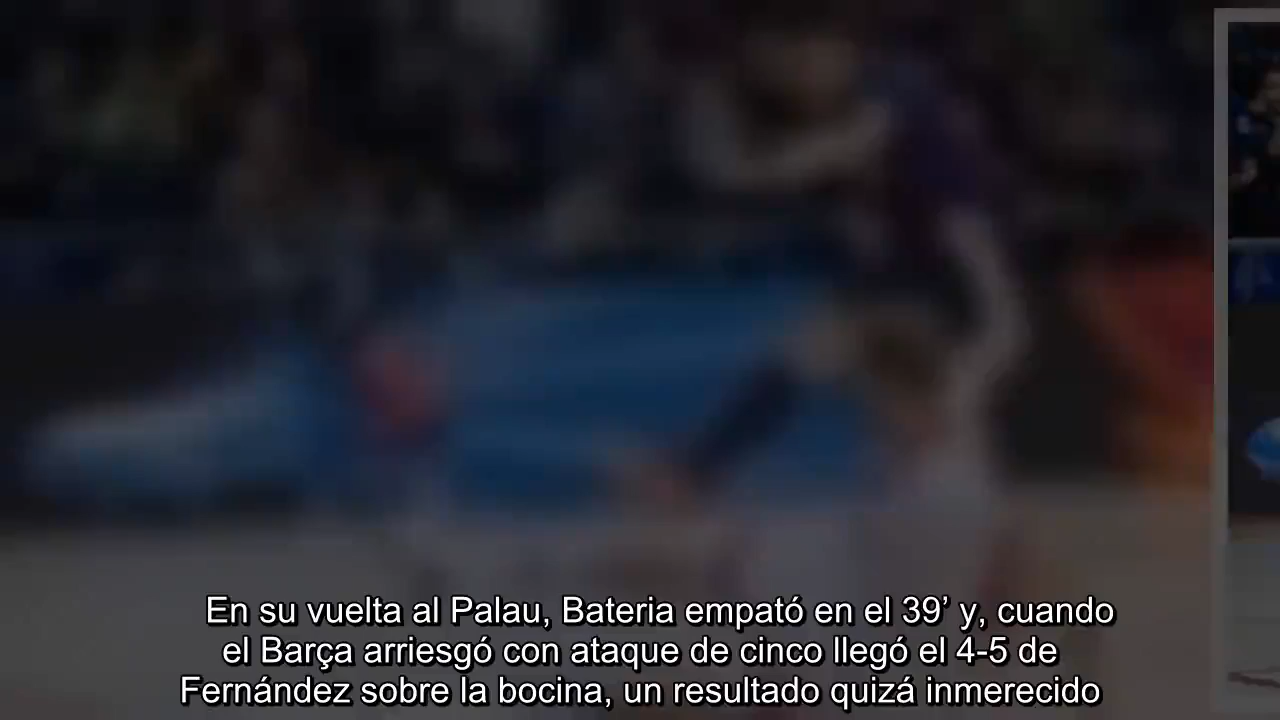 En su vuelta al Palau, Bateria empató en el 39’ y, cuando
el Barça arriesgó con ataque de cinco llegó el 4-5 de
Fernández sobre la bocina, un resultado quizá inmerecido